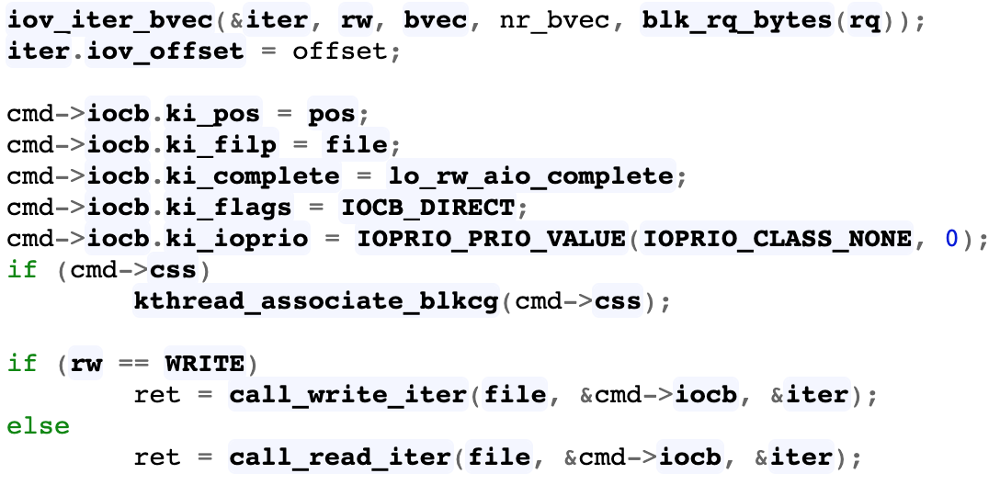 iov_iter_bvec(&iter, rw, bvec, nr_bvec, blk_rq_bytes(rq));
iter.iov_offset = offset;
cmd->iocb.ki_pos = pos;
cmd->iocb.ki_filp = file;
cmd->iocb.ki_complete = lo_rw_aio_complete;
cmd->iocb.ki_flags = IOCB_DIRECT;
cmd->iocb.ki_ioprio = IOPRIO_PRIO_VALUE(IOPRIO_CLASS_NONE, 0);
if (cmd->css)
        kthread_associate_blkcg(cmd->css);
if (rw == WRITE)
        ret = call_write_iter(file, &cmd->iocb, &iter);
else
        ret = call_read_iter(file, &cmd->iocb, &iter);